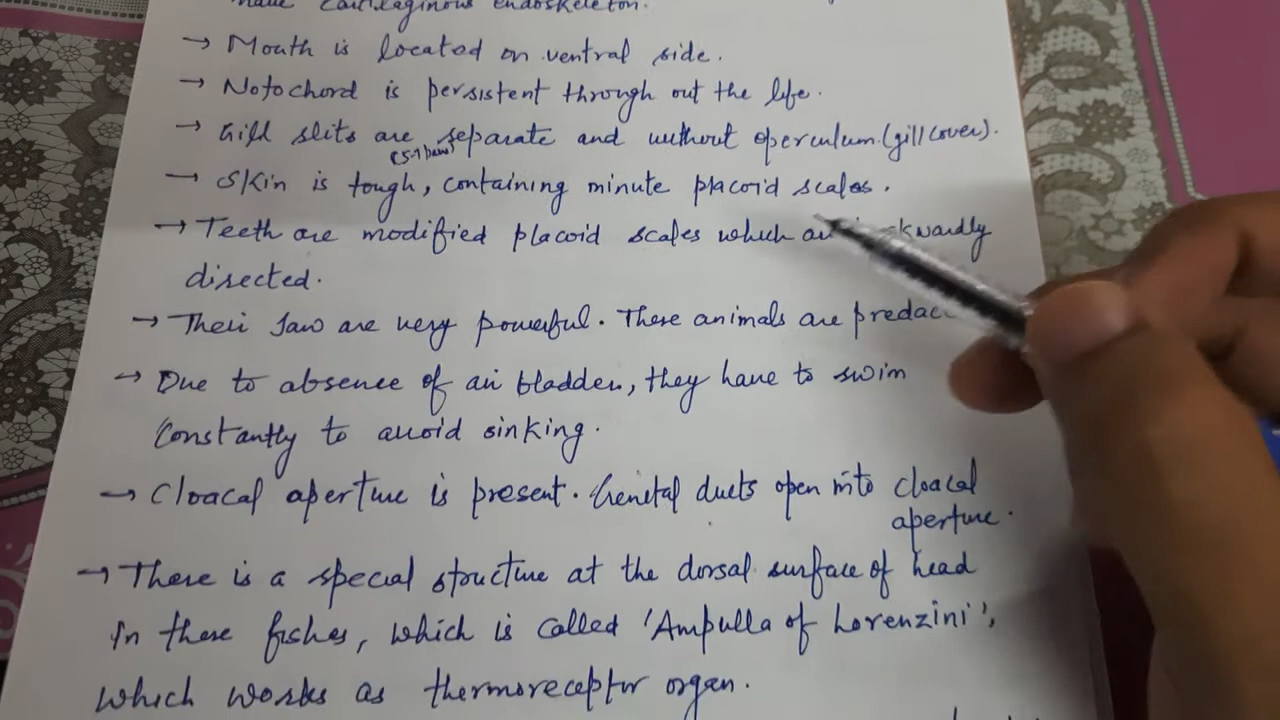 have cartilaginous endoskeleton.
→ Mouth is located on ventral side.
→ Notochord is persistent through out the life.
→ Gill slits are separate and without operculum.(gill cover).
→ Skin is tough, containing minute placoid scales.
→ Teeth are modified placoid scales which are directed.
→ Their Jaw are very powerful. These animals are
→ Due to absence of air bladder, they have to swim
Constantly to avoid sinking.
→ Cloacal aperture is present. Genital ducts open into cloacal
aperture.
→ There is a special structure at the dorsal surface of head
In these fishes, which is called 'Ampulla of Lorenzini',
which works as thermoreceptor organ.